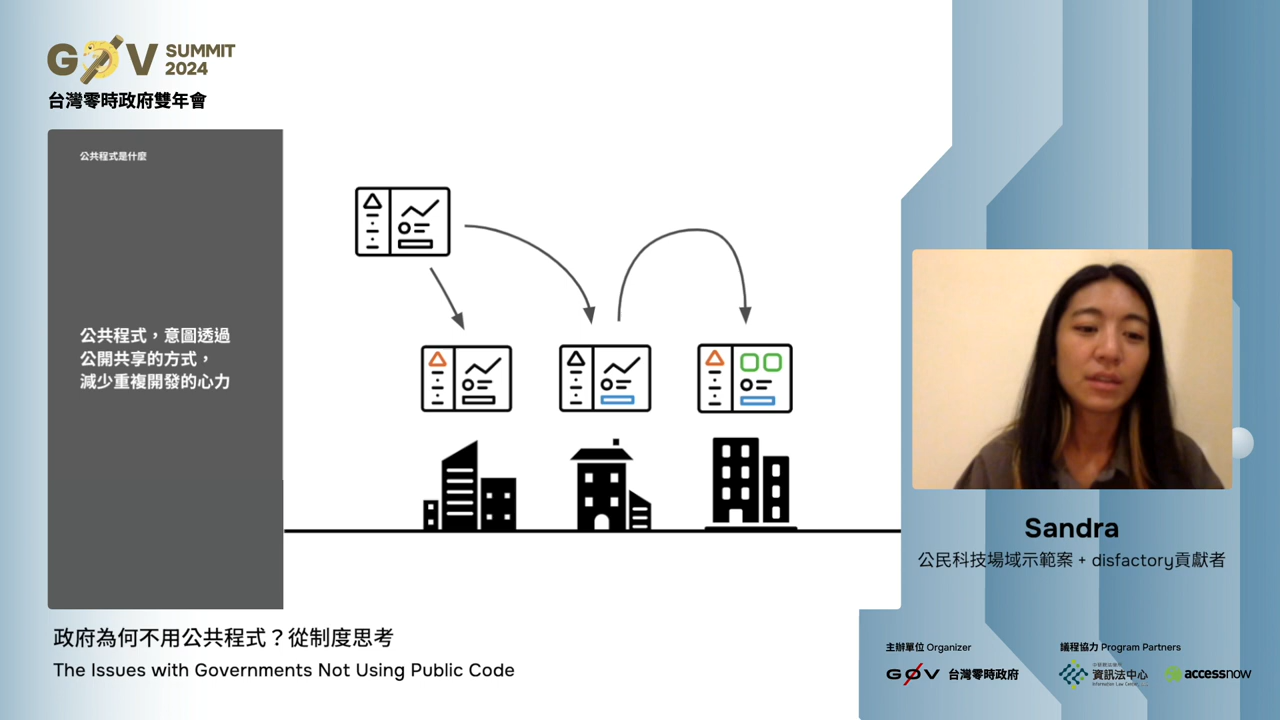 G0V SUMMIT
2024
台灣零時政府雙年會
公共程式是什麼
公共程式，意圖透過
公開共享的方式，
減少重複開發的心力
Sandra
公民科技場域示範案 + disfactory貢獻者
政府為何不用公共程式？從制度思考
The Issues with Governments Not Using Public Code
主辦單位 Organizer
議程協力 Program Partners
G0V 台灣零時政府
資訊法中心
Information Law Center
accessnow